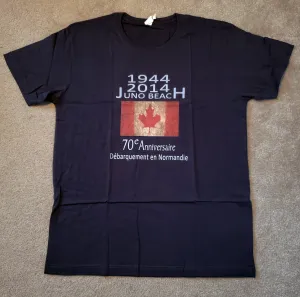 1944
2014
JUNO BEACH
70e Anniversaire
Débarquement en Normandie